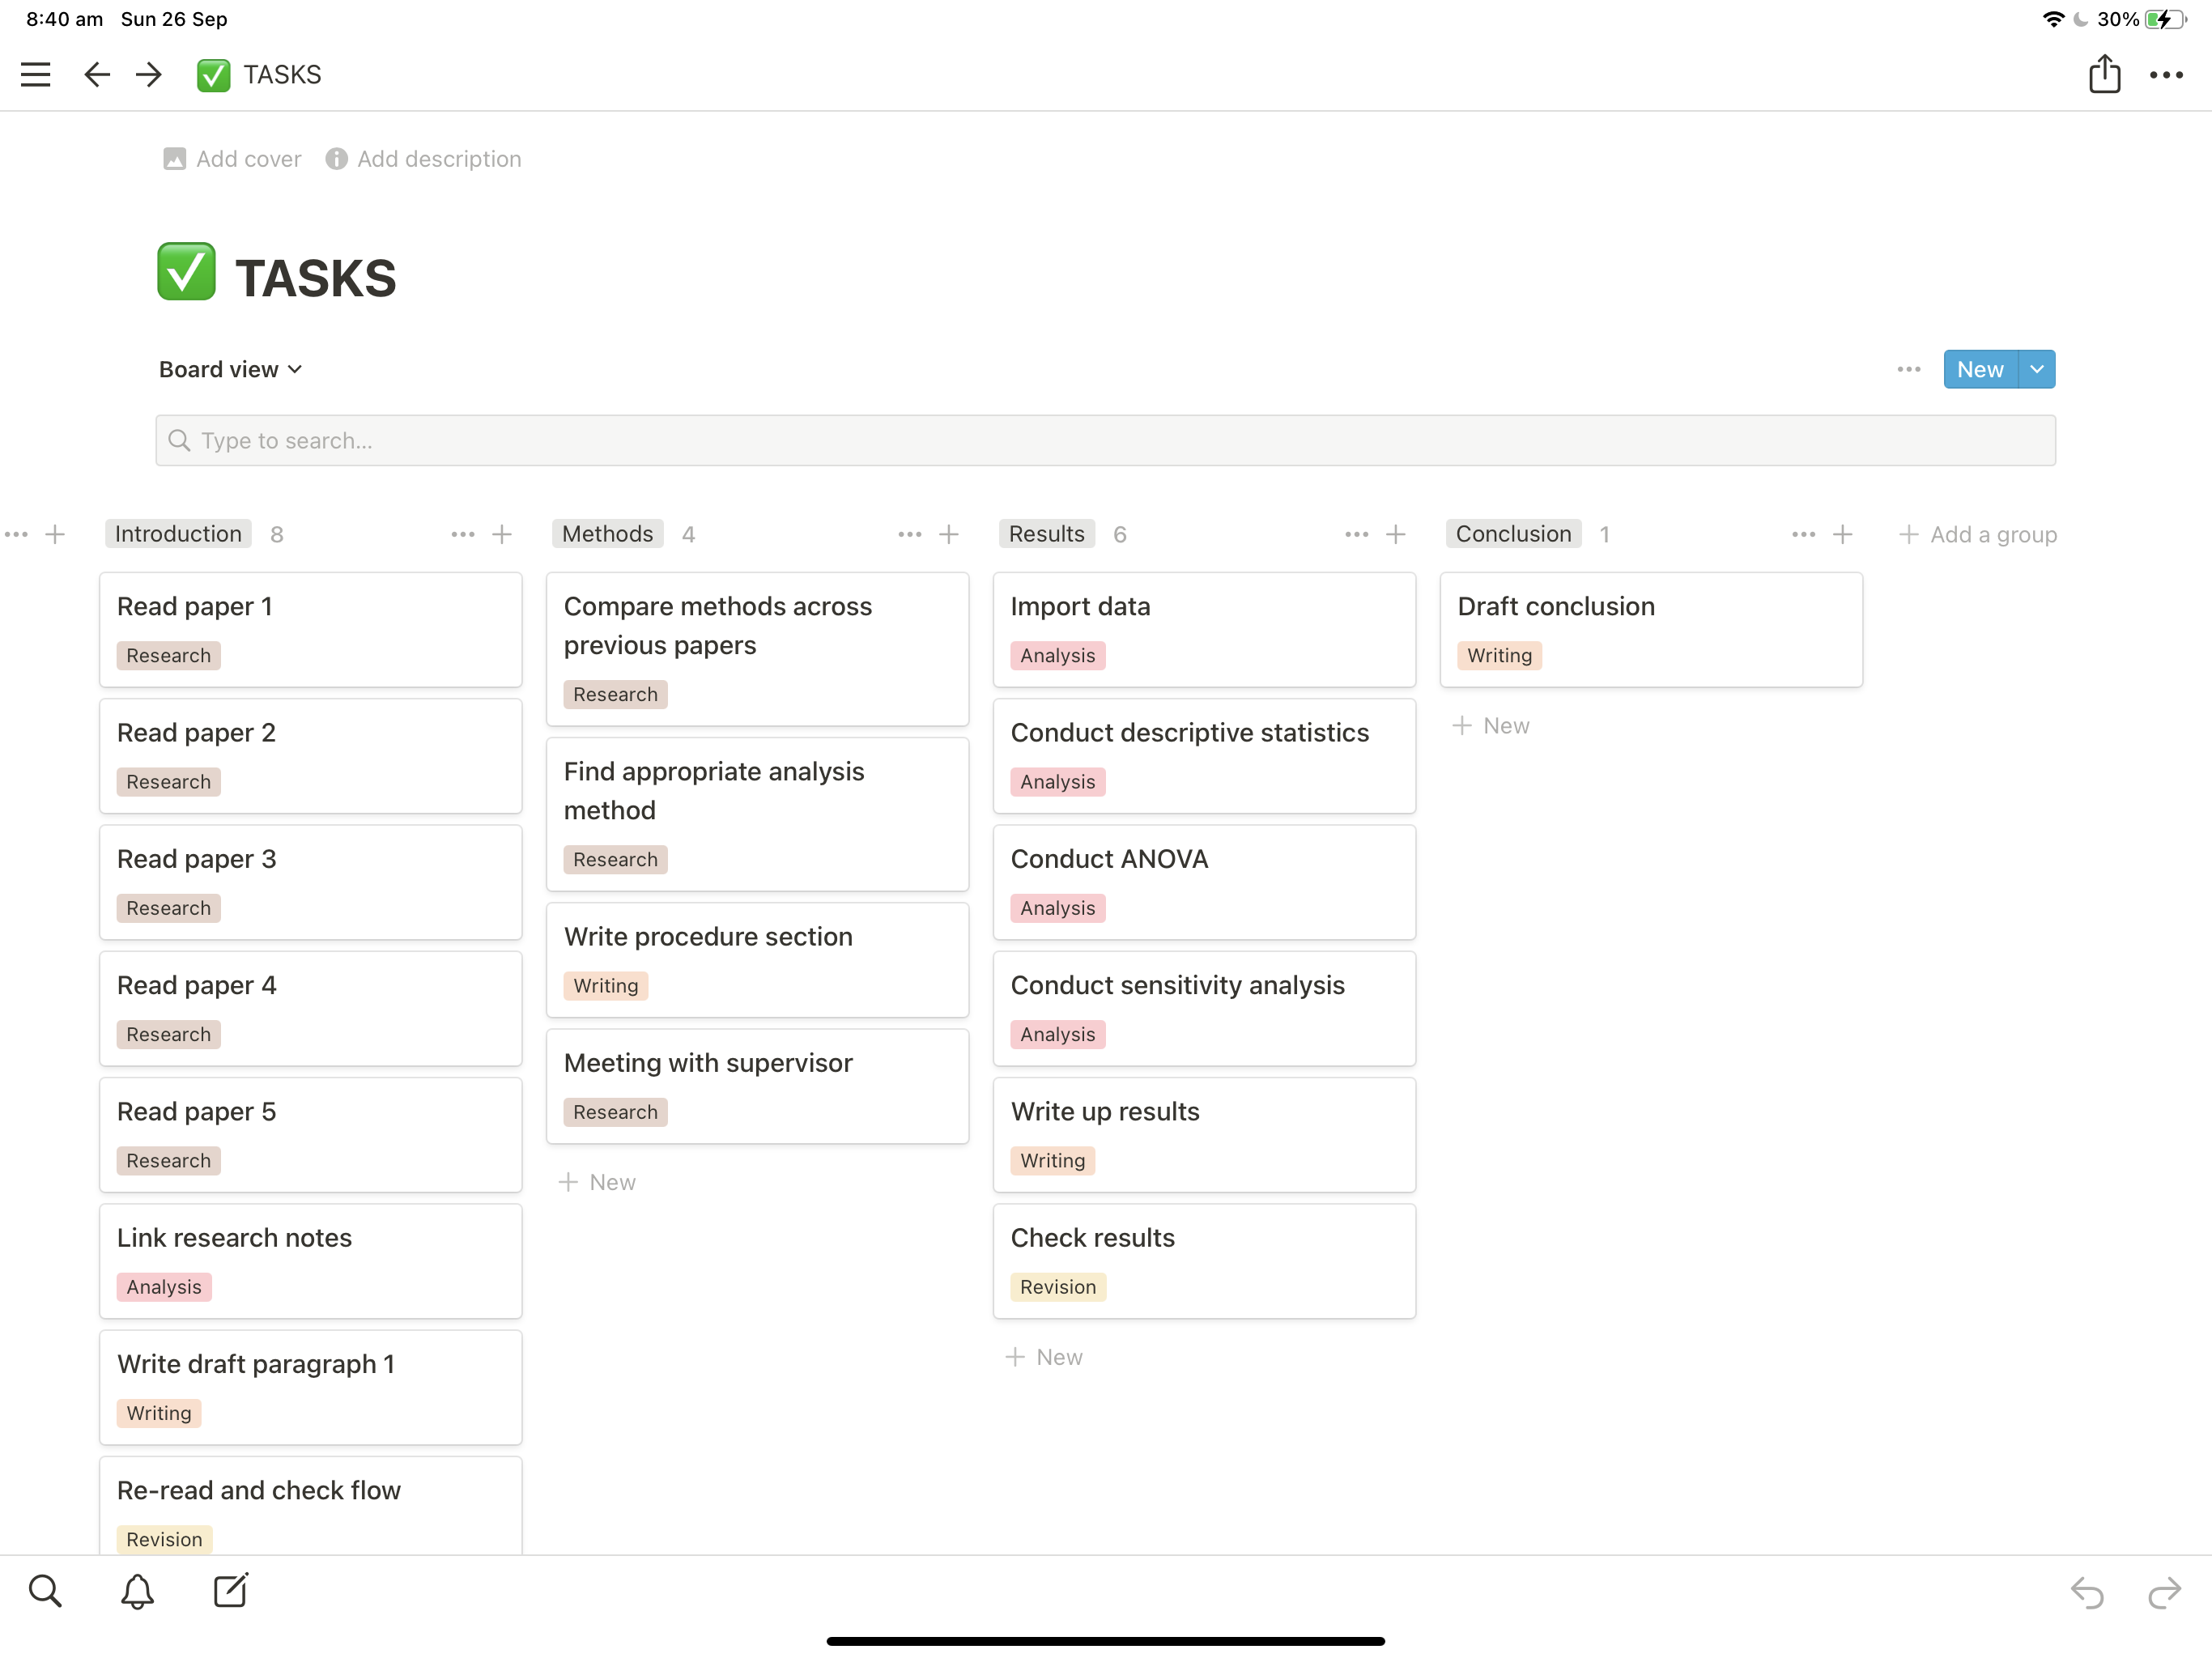 8:40 am Sun 26 Sep
30%
TASKS
Add cover Add description
TASKS
Board view
New
Type to search...
Introduction 8
Read paper 1
Research
Read paper 2
Research
Read paper 3
Research
Read paper 4
Research
Read paper 5
Research
Link research notes
Analysis
Write draft paragraph 1
Writing
Re-read and check flow
Revision
Methods 4
Compare methods across
previous papers
Research
Find appropriate analysis
method
Research
Write procedure section
Writing
Meeting with supervisor
Research
+ New
Results 6
Import data
Analysis
Conduct descriptive statistics
Analysis
Conduct ANOVA
Analysis
Conduct sensitivity analysis
Analysis
Write up results
Writing
Check results
Revision
+ New
Conclusion 1
Draft conclusion
Writing
+ New
+ Add a group